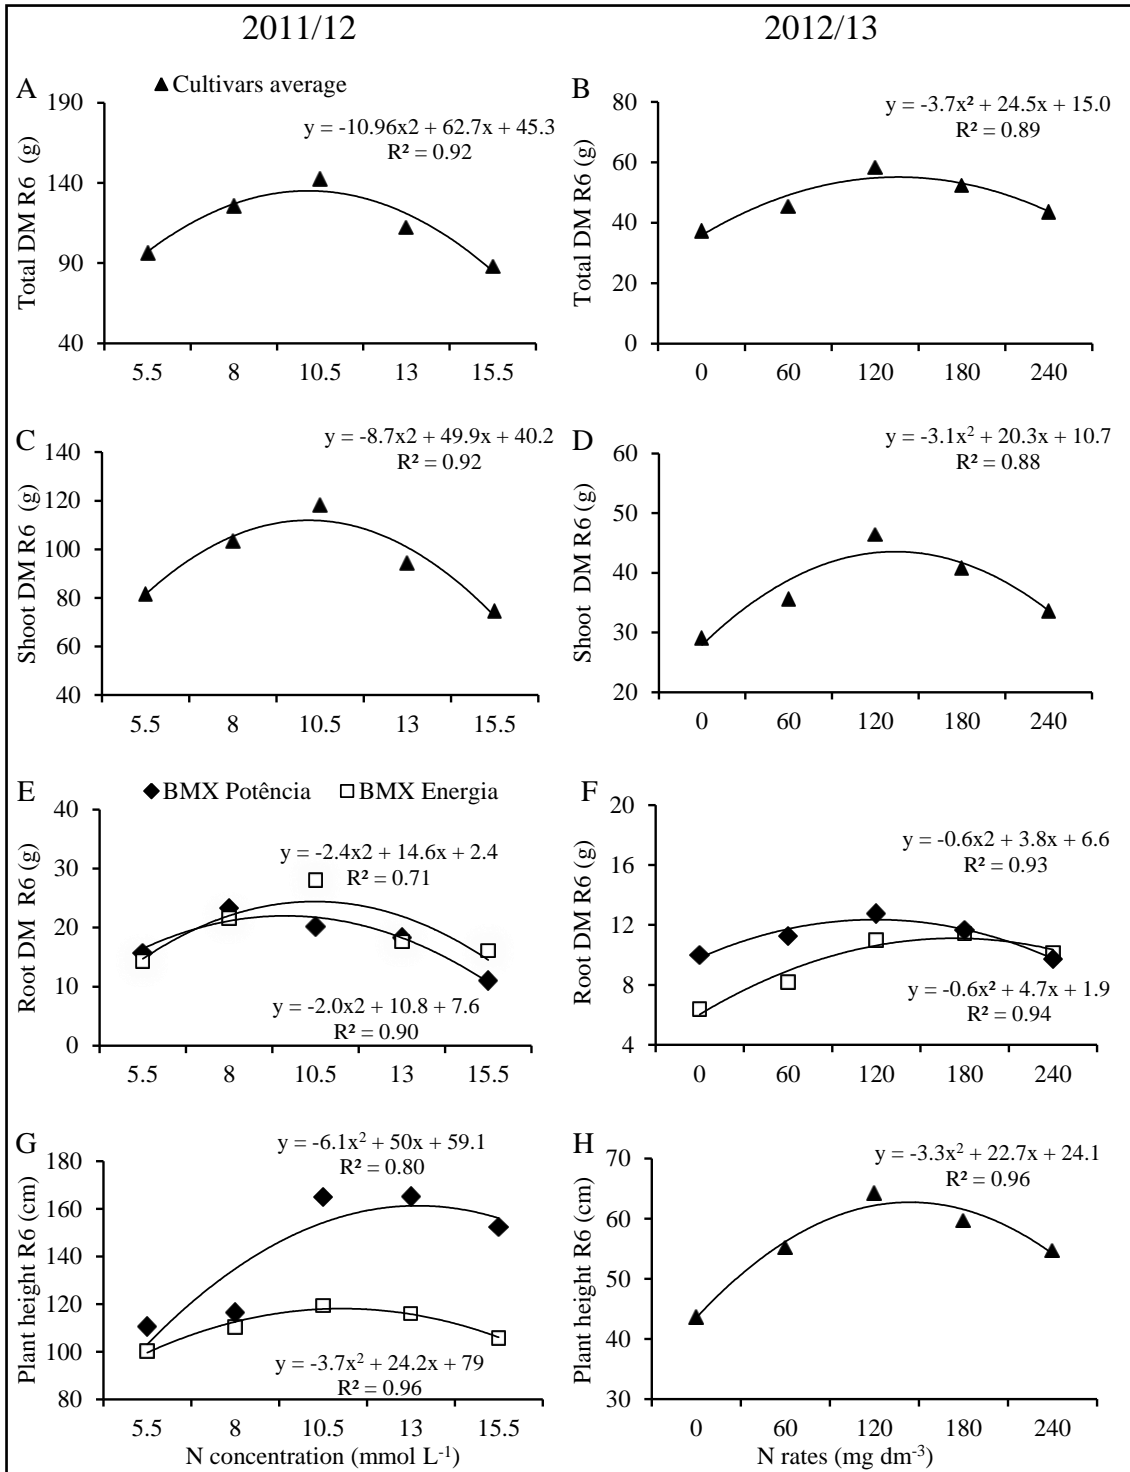 2011/12
2012/13
A
▲ Cultivars average
y = -10.96x2 + 62.7x + 45.3
R² = 0.92
Total DM R6 (g)
190
140
90
40
5.5 8 10.5 13 15.5
B
y = -3.7x² + 24.5x + 15.0
R² = 0.89
Total DM R6 (g)
80
60
40
20
0
0 60 120 180 240
C
y = -8.7x2 + 49.9x + 40.2
R² = 0.92
Shoot DM R6 (g)
140
120
100
80
60
40
5.5 8 10.5 13 15.5
D
y = -3.1x² + 20.3x + 10.7
R² = 0.88
Shoot DM R6 (g)
60
50
40
30
20
0 60 120 180 240
E
◆ BMX Potência □ BMX Energia
y = -2.4x2 + 14.6x + 2.4
R² = 0.71
Root DM R6 (g)
40
30
20
10
0
y = -2.0x2 + 10.8 + 7.6
R² = 0.90
5.5 8 10.5 13 15.5
F
y = -0.6x2 + 3.8x + 6.6
R² = 0.93
Root DM R6 (g)
20
16
12
8
4
y = -0.6x² + 4.7x + 1.9
R² = 0.94
0 60 120 180 240
G
y = -6.1x² + 50x + 59.1
R² = 0.80
Plant height R6 (cm)
180
160
140
120
100
80
y = -3.7x² + 24.2x + 79
R² = 0.96
5.5 8 10.5 13 15.5
N concentration (mmol L⁻¹)
H
y = -3.3x² + 22.7x + 24.1
R² = 0.96
Plant height R6 (cm)
70
60
50
40
30
0 60 120 180 240
N rates (mg dm⁻³)